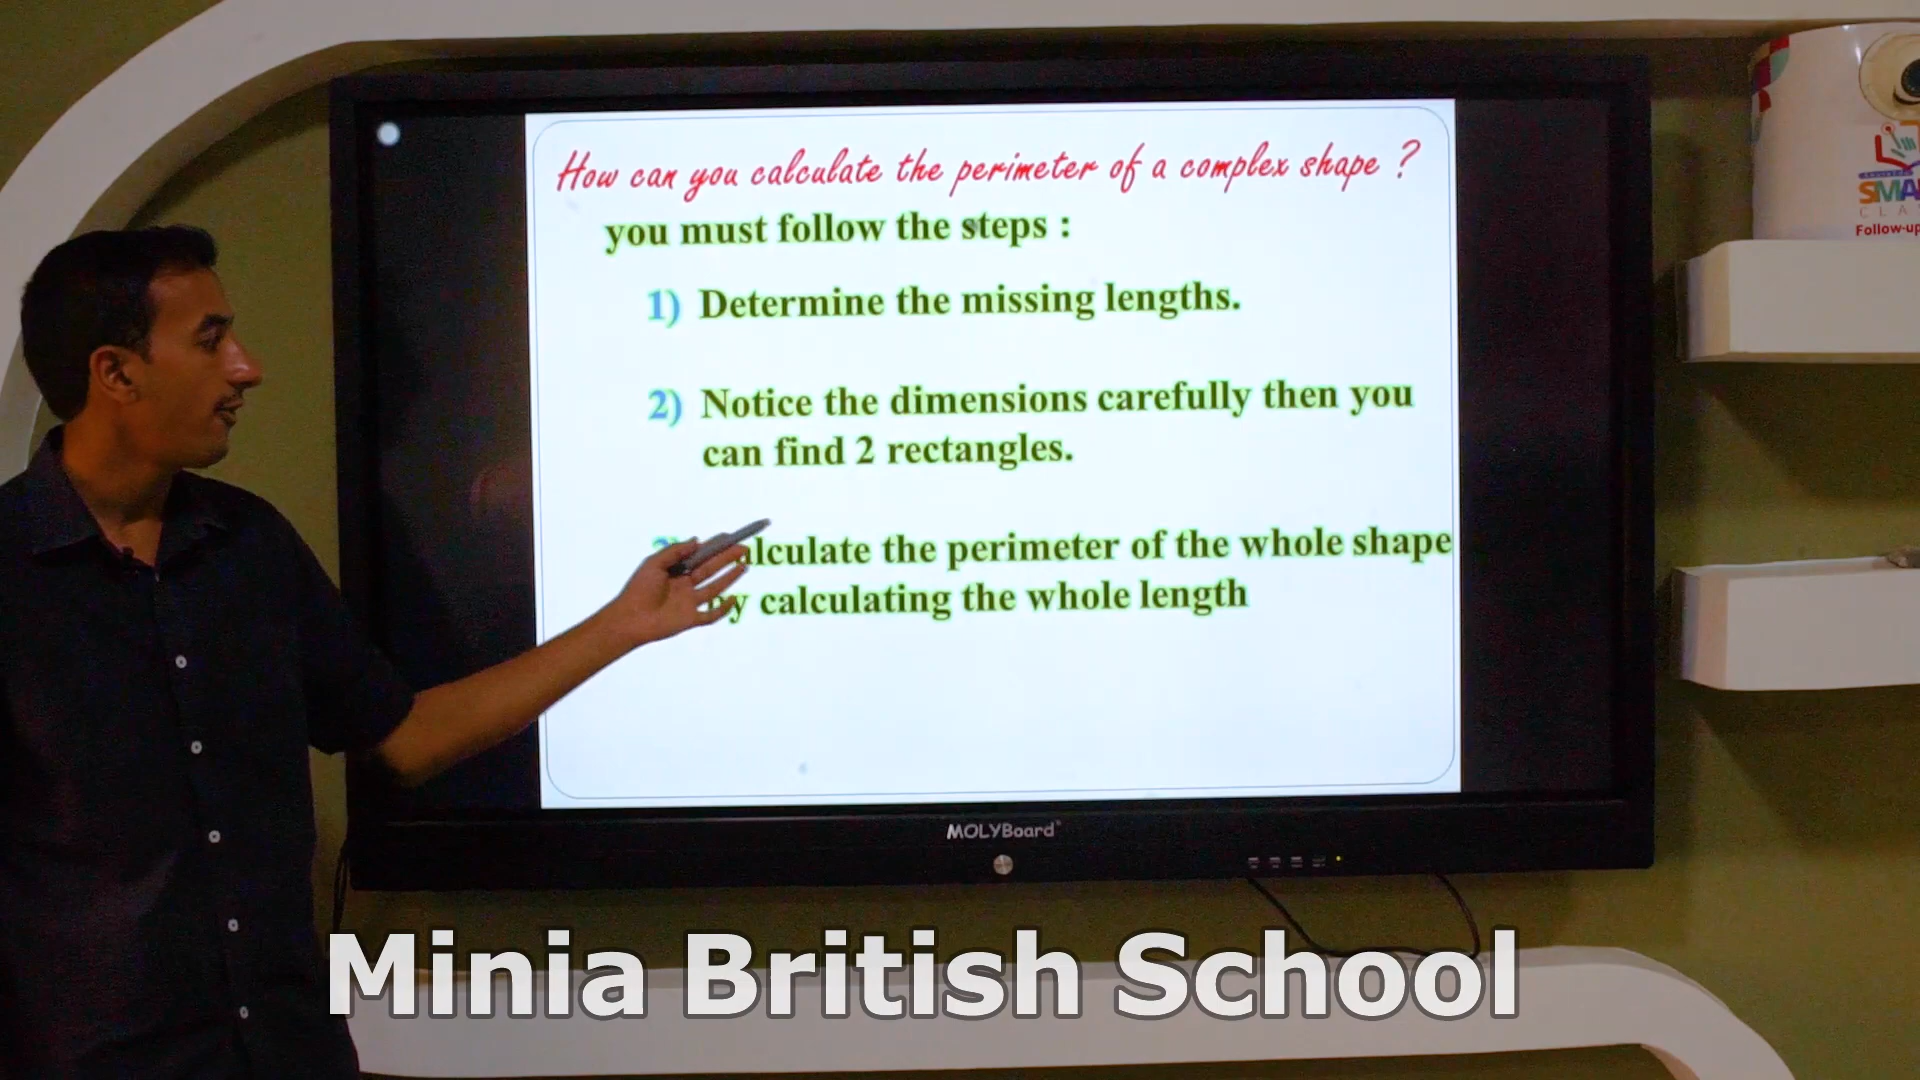 How can you calculate the perimeter of a complex shape ?
you must follow the steps :
1) Determine the missing lengths.
2) Notice the dimensions carefully then you
can find 2 rectangles.
alculate the perimeter of the whole shape
by calculating the whole length
MOLYBoard
Follow-up
Minia British School